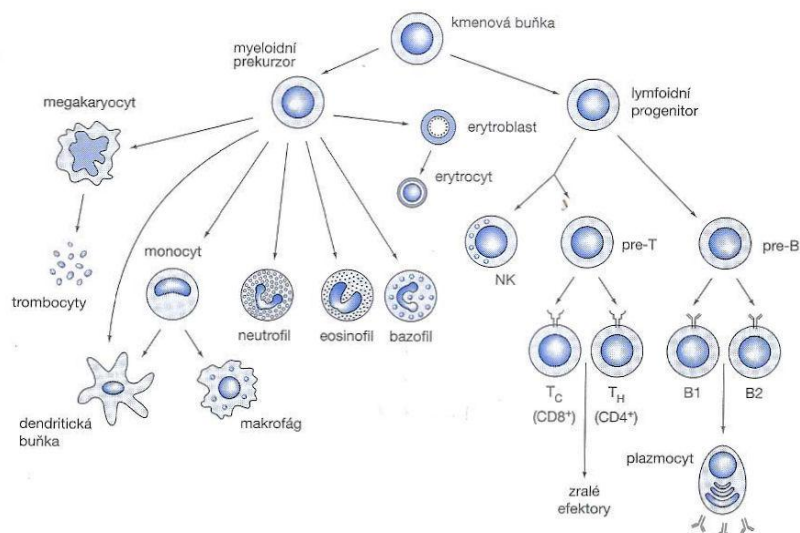 kmenová buňka
myeloidní
prekurzor
lymfoidní
progenitor
megakaryocyt
erytroblast
erytrocyt
monocyt
NK
pre-T
pre-B
trombocyty
neutrofil
eosinofil
bazofil
dendritická
buňka
makrofág
T_C
(CD8⁺)
T_H
(CD4⁺)
B1
B2
plazmocyt
zralé
efektory